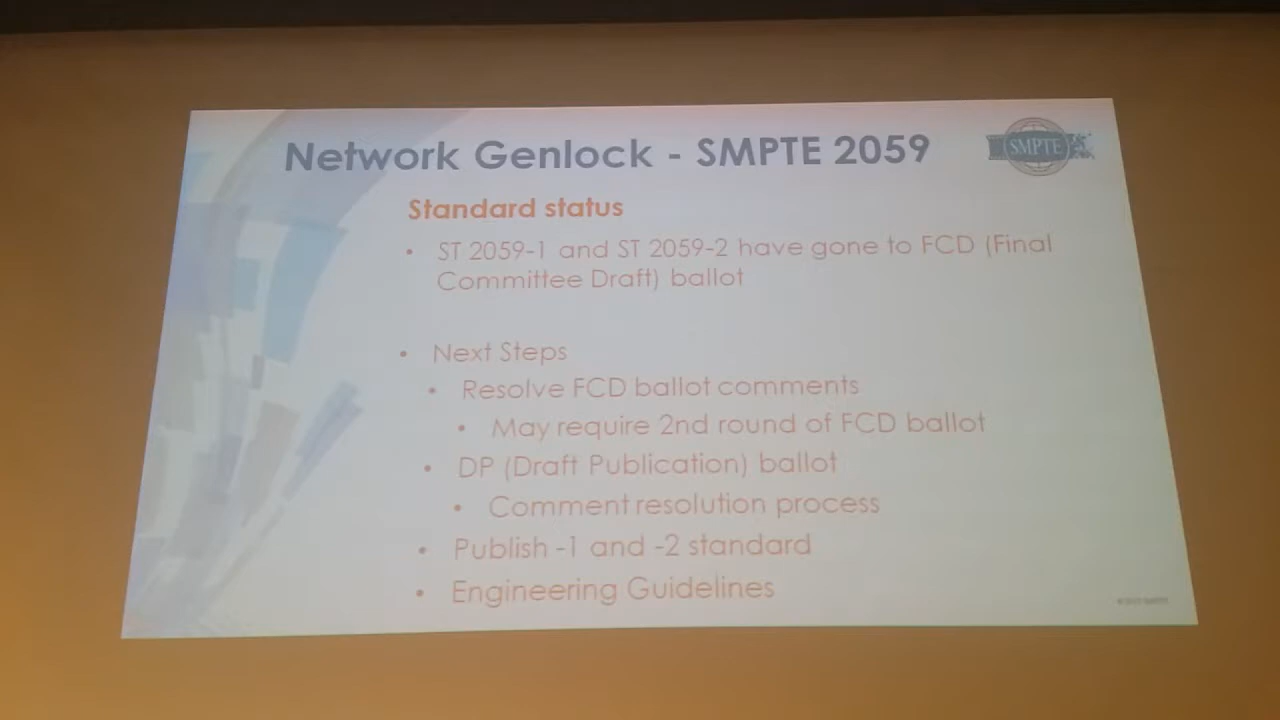 Network Genlock - SMPTE 2059
SMPTE
Standard status
• ST 2059-1 and ST 2059-2 have gone to FCD (Final
Committee Draft) ballot
• Next Steps
• Resolve FCD ballot comments
• May require 2nd round of FCD ballot
• DP (Draft Publication) ballot
• Comment resolution process
• Publish -1 and -2 standard
• Engineering Guidelines